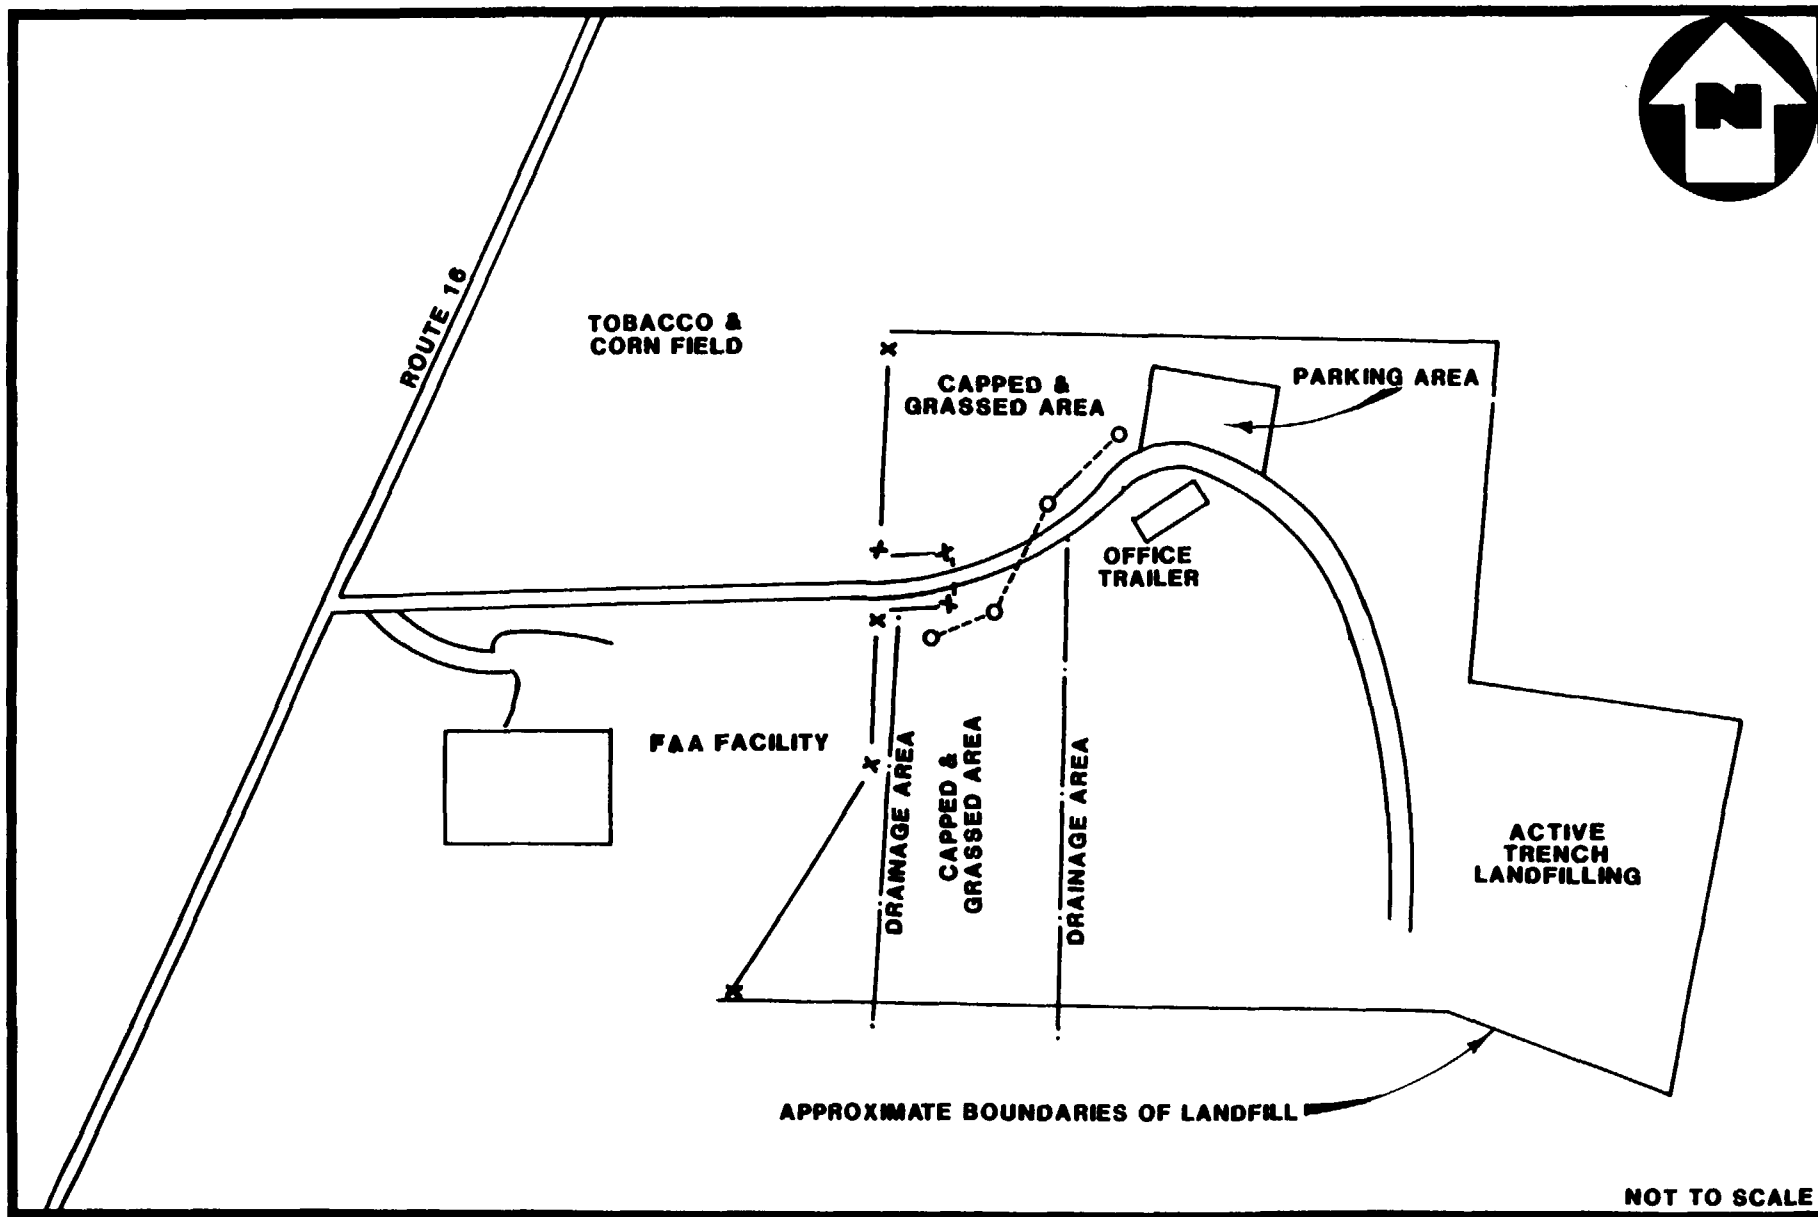 N
ROUTE 16
TOBACCO &
CORN FIELD
CAPPED &
GRASSED AREA
PARKING AREA
OFFICE
TRAILER
FAA FACILITY
DRAINAGE AREA
CAPPED &
GRASSED AREA
DRAINAGE AREA
ACTIVE
TRENCH
LANDFILLING
APPROXIMATE BOUNDARIES OF LANDFILL
NOT TO SCALE